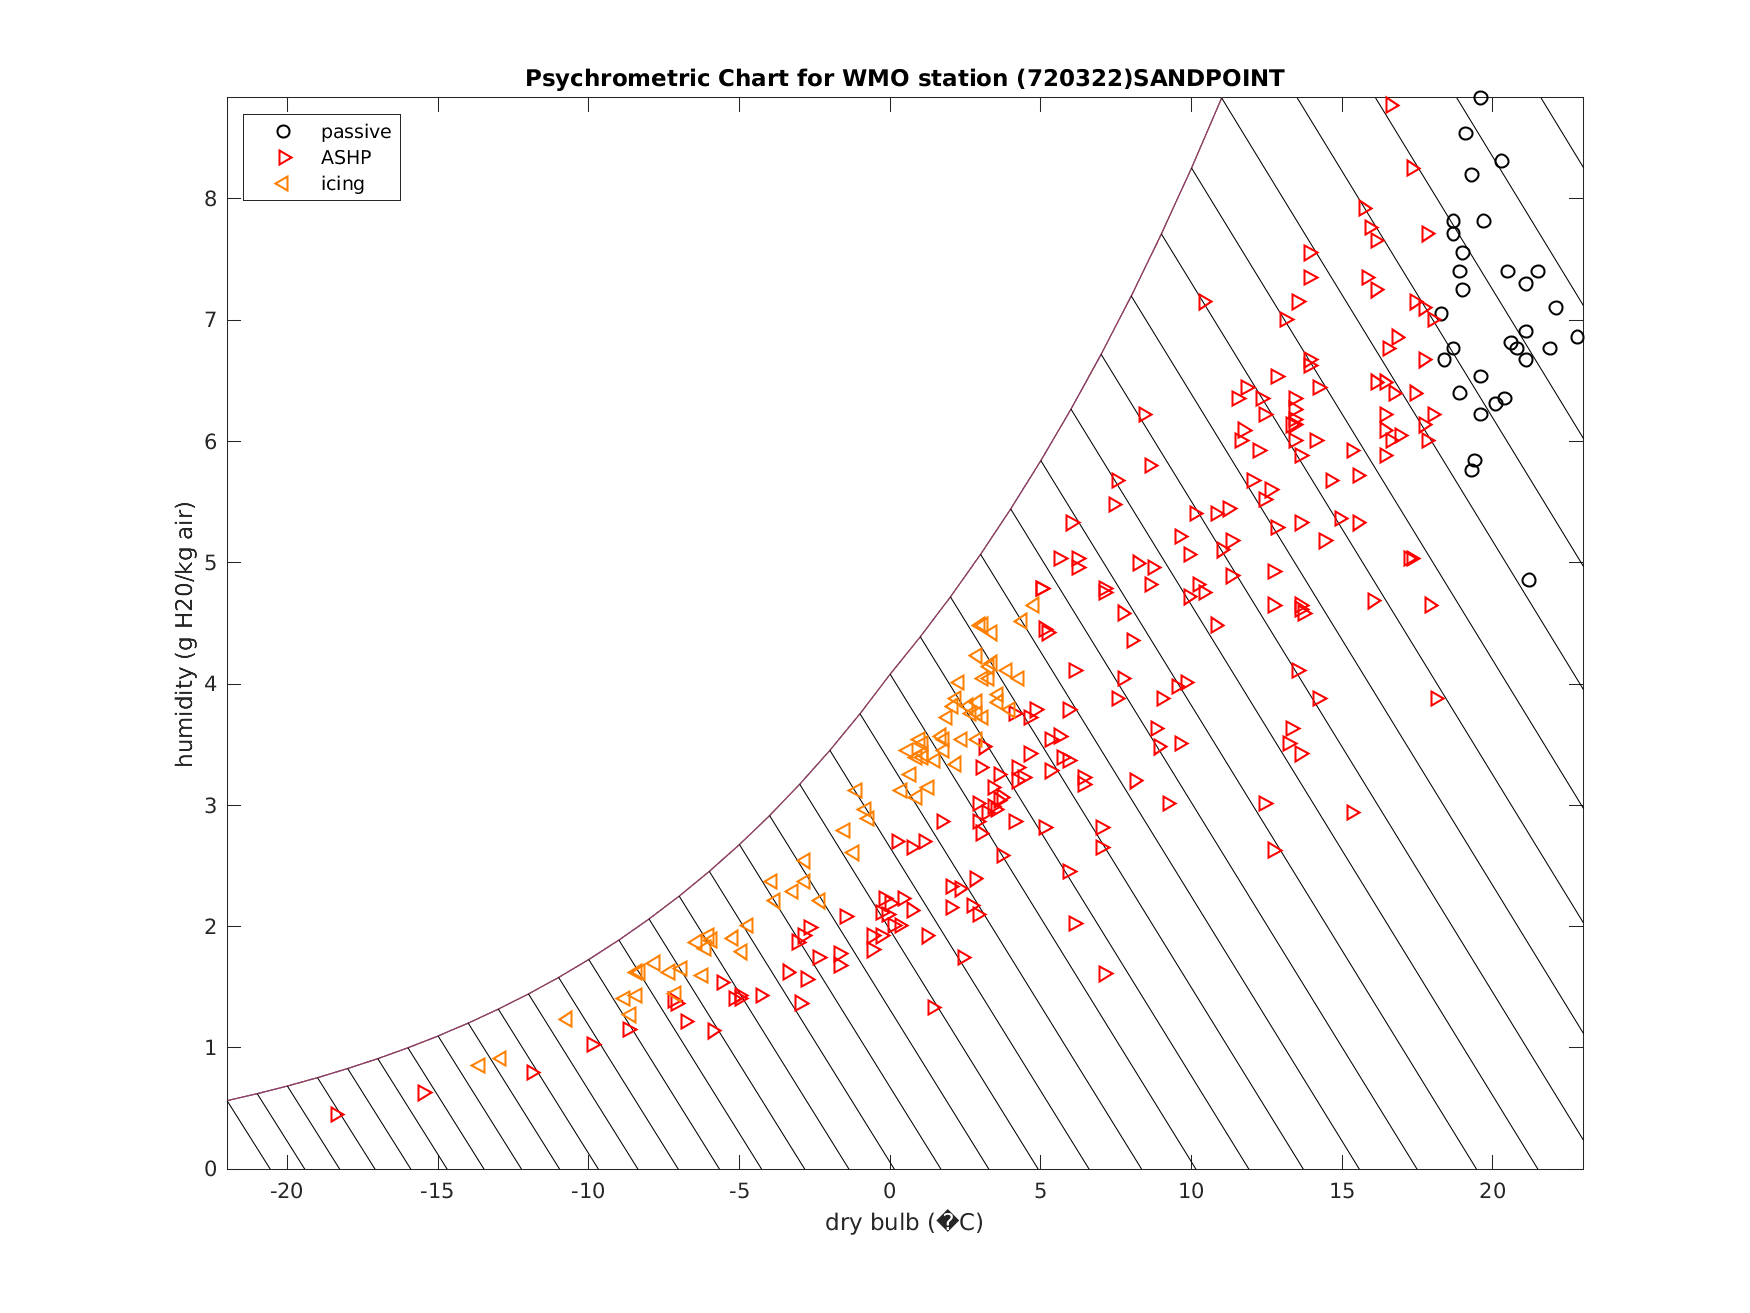 Psychrometric Chart for WMO station (720322)SANDPOINT
passive
ASHP
icing
humidity (g H20/kg air)
8
7
6
5
4
3
2
1
0
-20 -15 -10 -5 0 5 10 15 20
dry bulb (�C)